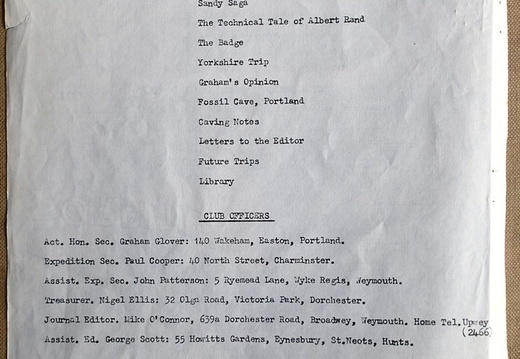 Sandy Saga
The Technical Tale of Albert Rand
The Badge
Yorkshire Trip
Graham's Opinion
Fossil Cave, Portland
Caving Notes
Letters to the Editor
Future Trips
Library
CLUB OFFICERS
Act. Hon. Sec. Graham Glover: 140 Wakeham, Easton, Portland.
Expedition Sec. Paul Cooper: 40 North Street, Charminster.
Assist. Exp. Sec. John Patterson: 5 Ryemead Lane, Wyke Regis, Weymouth.
Treasurer. Nigel Ellis: 32 Olga Road, Victoria Park, Dorchester.
Journal Editor. Mike O'Connor, 639a Dorchester Road, Broadwey, Weymouth. Home Tel. Upwey
(2466)
Assist. Ed. George Scott: 55 Howitts Gardens, Eynesbury, St.Neots, Hunts.